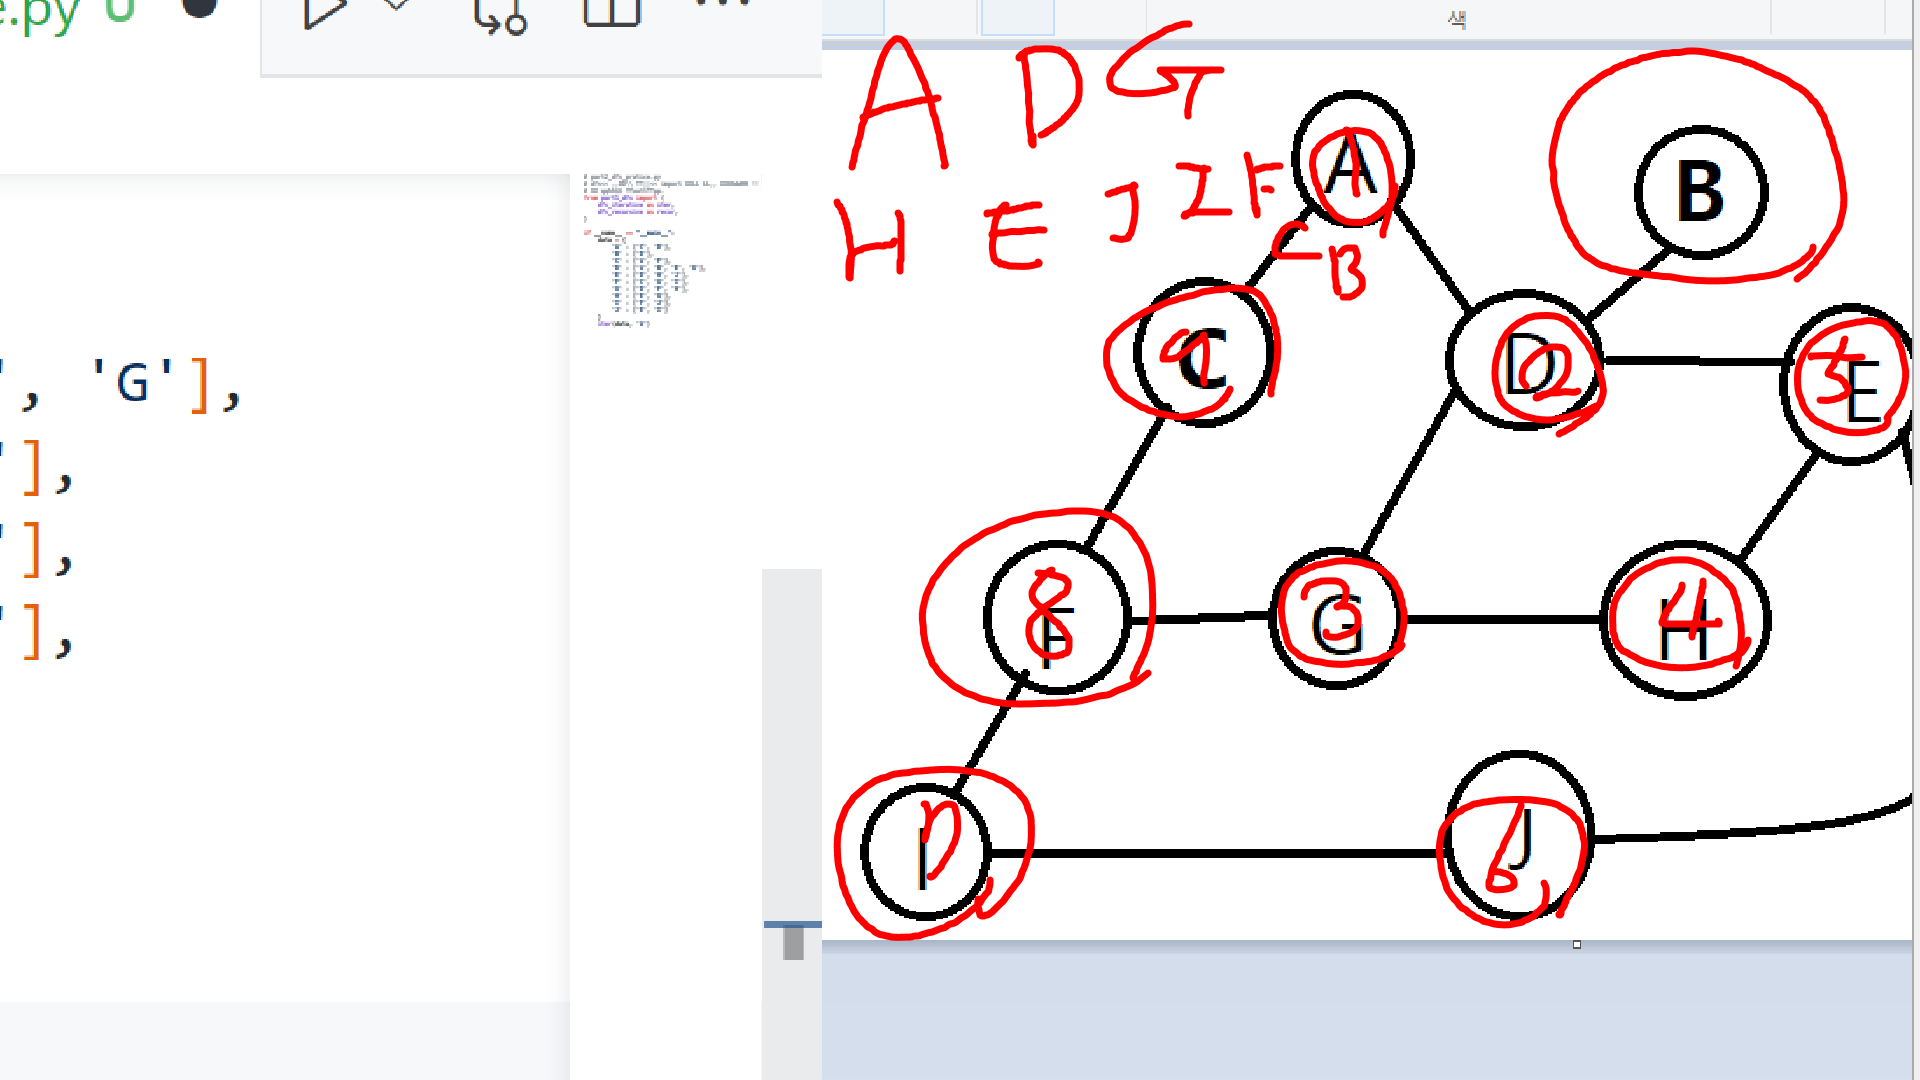 e.py U
색
', 'G'],
'],
'],
'],
A D G
H E J I F
C B
A 1
B
C 9
D 2
E 5
F 8
G 3
H 4
I 7
J 6